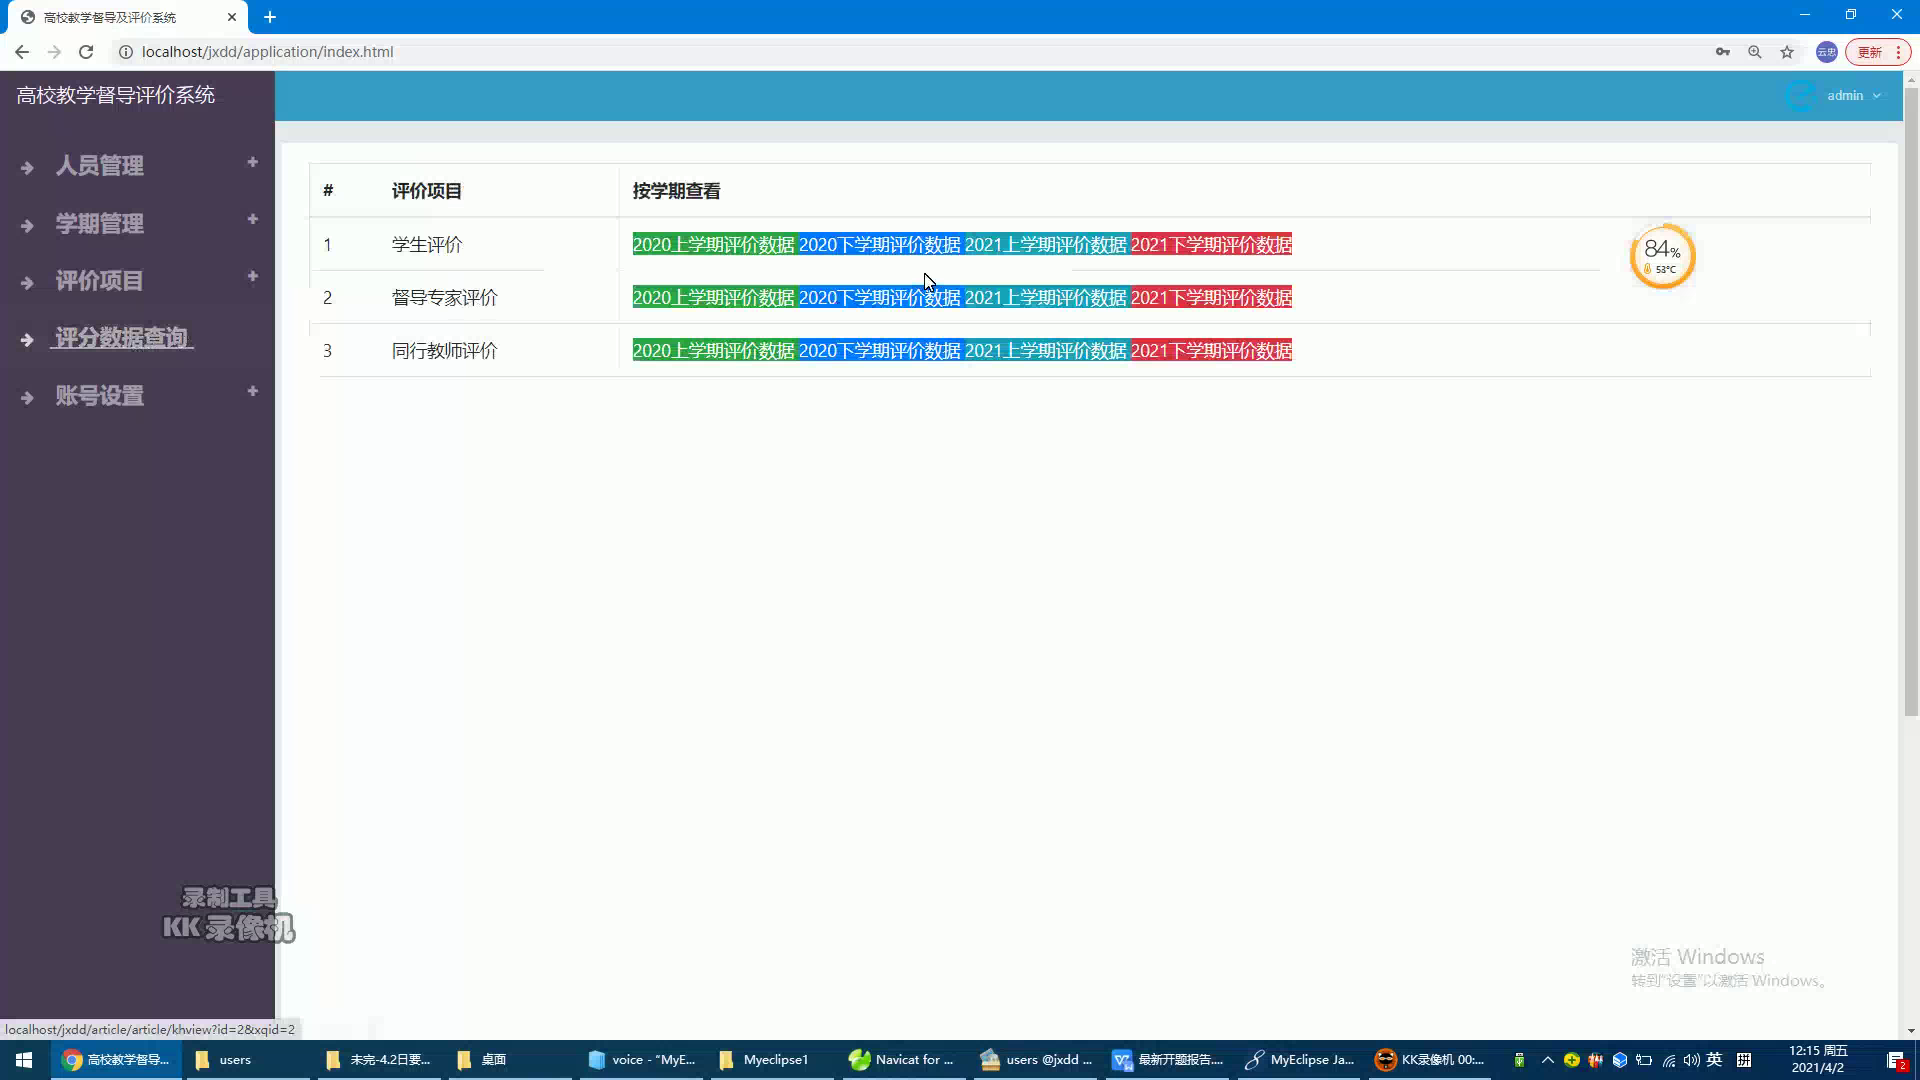 高校教学督导及评价系统
localhost/jxdd/application/index.html
云忠
更新
高校教学督导评价系统
admin
人员管理
学期管理
评价项目
评分数据查询
账号设置
# 评价项目 按学期查看
1 学生评价 2020上学期评价数据 2020下学期评价数据 2021上学期评价数据 2021下学期评价数据
2 督导专家评价 2020上学期评价数据 2020下学期评价数据 2021上学期评价数据 2021下学期评价数据
3 同行教师评价 2020上学期评价数据 2020下学期评价数据 2021上学期评价数据 2021下学期评价数据
84%
53°C
录制工具
KK 录像机
激活 Windows
转到"设置"以激活 Windows。
localhost/jxdd/article/article/khview?id=2&xqid=2
高校教学督导... users 未完-4.2日要... 桌面 voice - "MyE... Myeclipse1 Navicat for ... users @jxdd ... 最新开题报告.... MyEclipse Ja... KK录像机 00:... 英 拼
12:15 周五
2021/4/2
2